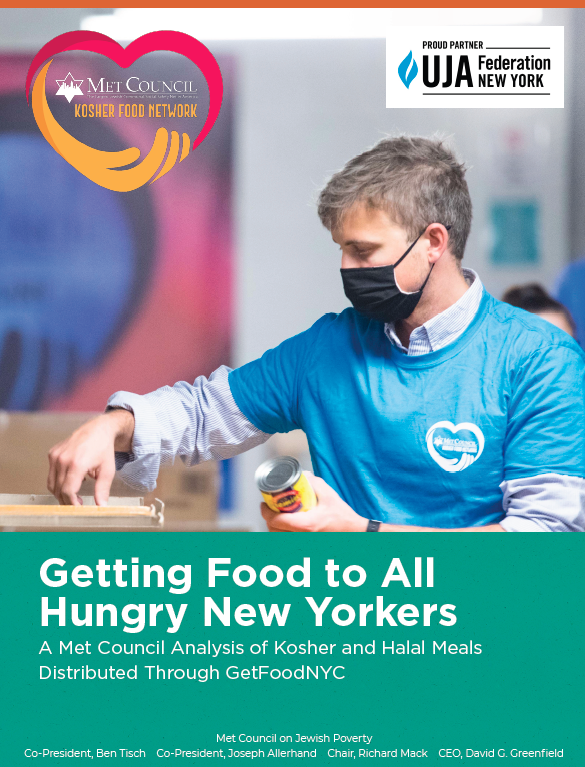 MET COUNCIL
KOSHER FOOD NETWORK
PROUD PARTNER
UJA Federation
NEW YORK
MET COUNCIL
Getting Food to All
Hungry New Yorkers
A Met Council Analysis of Kosher and Halal Meals
Distributed Through GetFoodNYC
Met Council on Jewish Poverty
Co-President, Ben Tisch Co-President, Joseph Allerhand Chair, Richard Mack CEO, David G. Greenfield